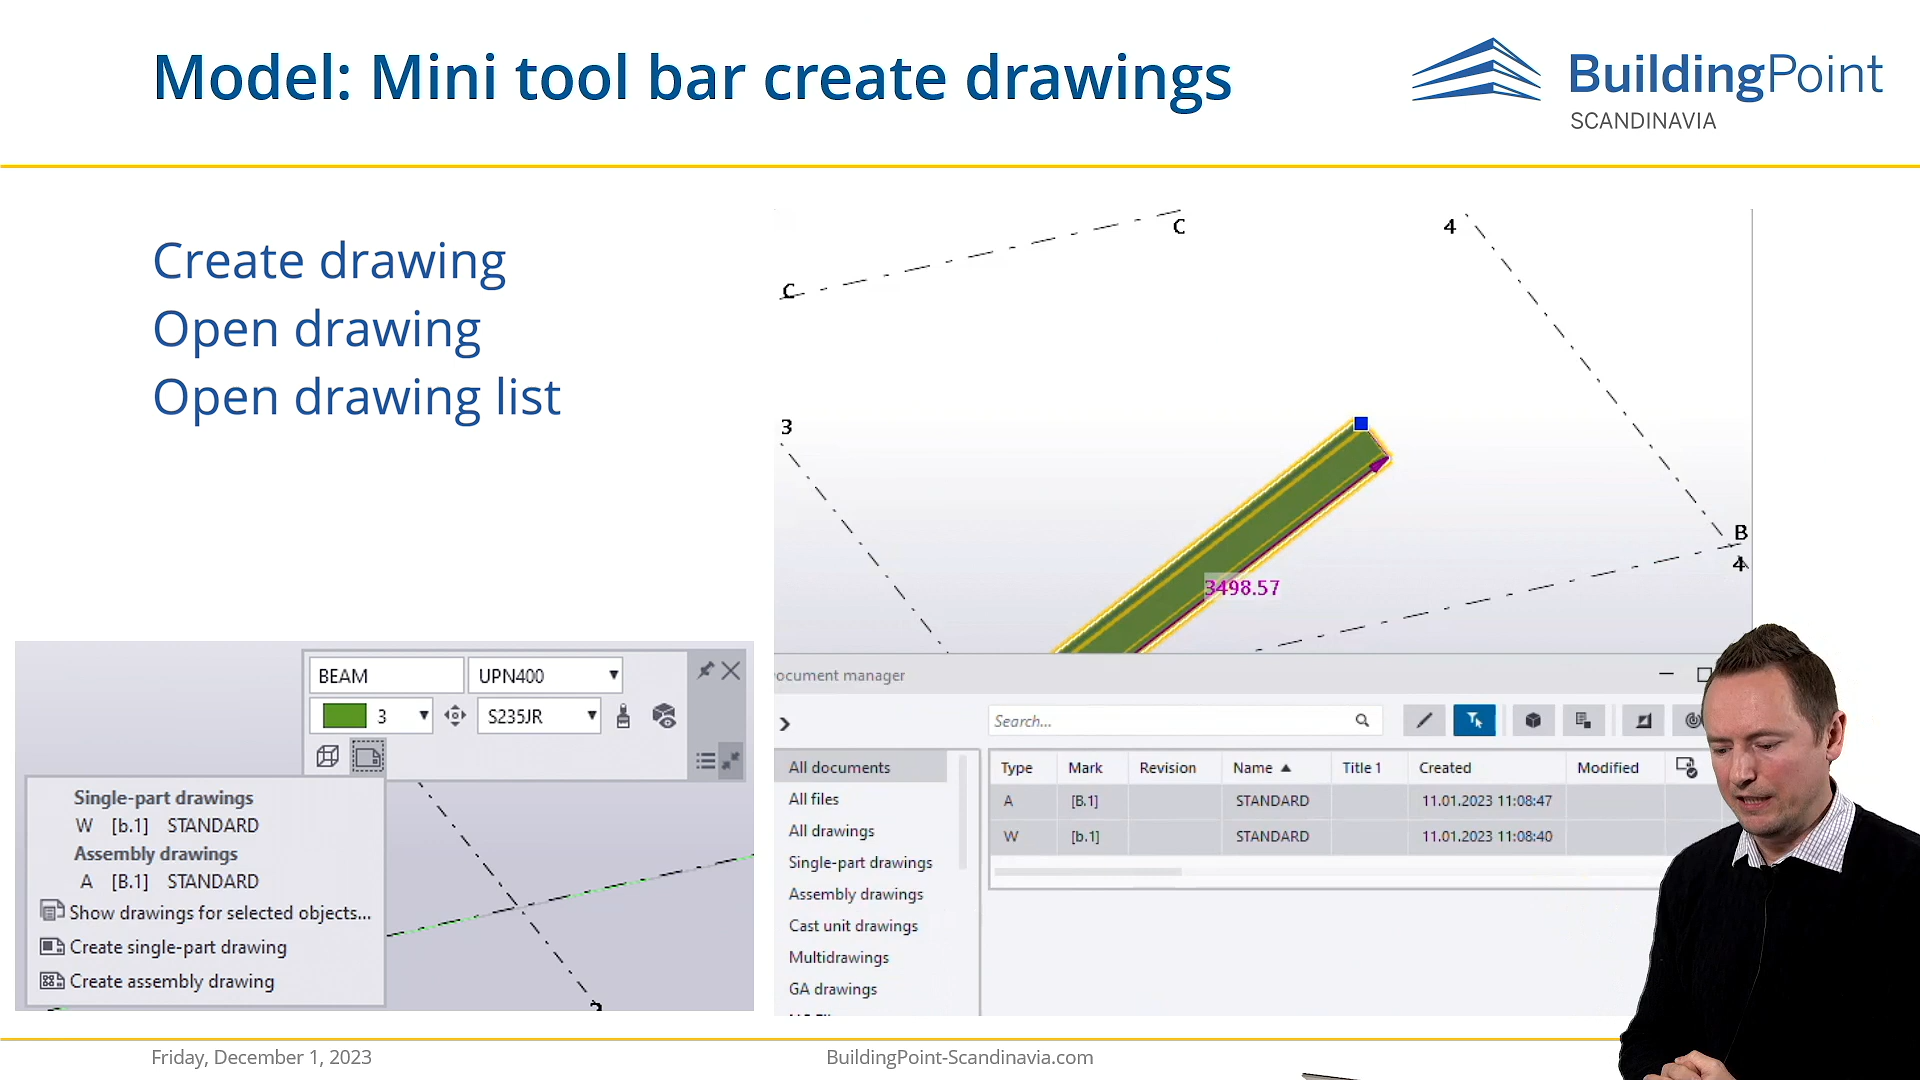 Model: Mini tool bar create drawings
BuildingPoint
SCANDINAVIA
Create drawing
Open drawing
Open drawing list
C
4
C
3
B
4
3498.57
BEAM
UPN400
3
S235JR
Single-part drawings
W [b.1] STANDARD
Assembly drawings
A [B.1] STANDARD
Show drawings for selected objects...
Create single-part drawing
Create assembly drawing
ocument manager
Search...
All documents
All files
All drawings
Single-part drawings
Assembly drawings
Cast unit drawings
Multidrawings
GA drawings
Type Mark Revision Name Title 1 Created Modified
A [B.1] STANDARD 11.01.2023 11:08:47
W [b.1] STANDARD 11.01.2023 11:08:40
Friday, December 1, 2023
BuildingPoint-Scandinavia.com